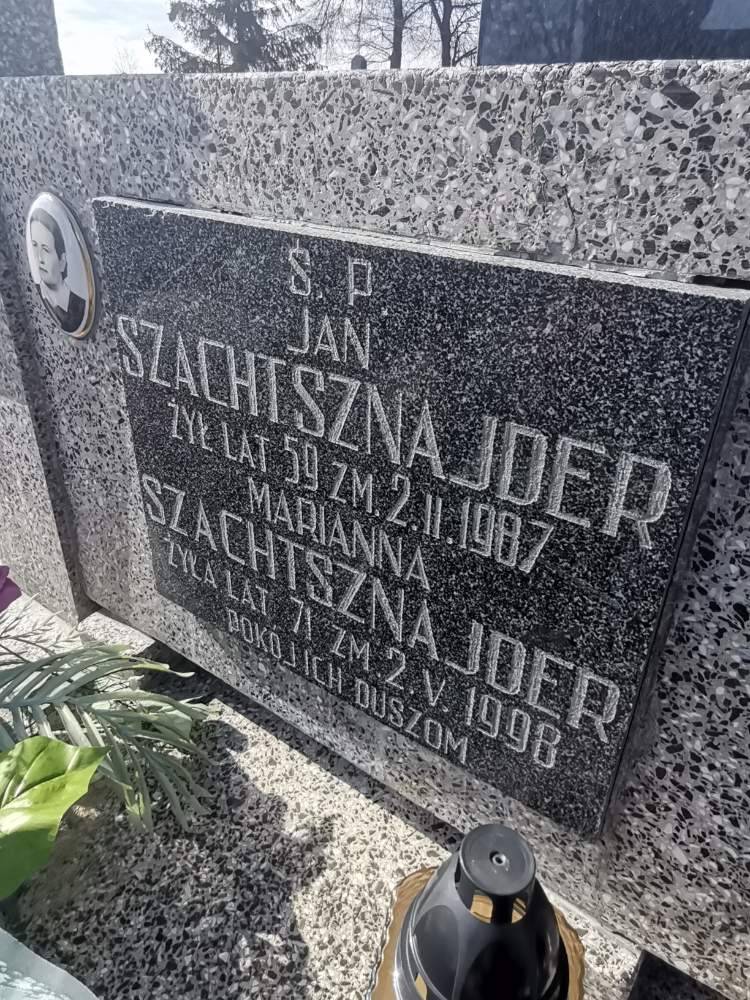 Ś. P
JAN
SZACHTSZNAJDER
ŻYŁ LAT 59 ZM. 2.II.1987
MARIANNA
SZACHTSZNAJDER
ŻYŁA LAT 71 ZM. 2.V.1998
POKÓJ ICH DUSZOM